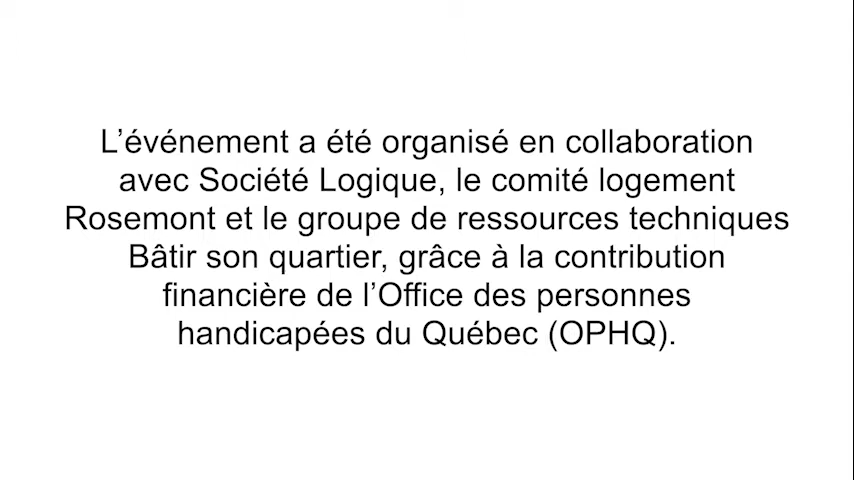 L’événement a été organisé en collaboration
avec Société Logique, le comité logement
Rosemont et le groupe de ressources techniques
Bâtir son quartier, grâce à la contribution
financière de l’Office des personnes
handicapées du Québec (OPHQ).